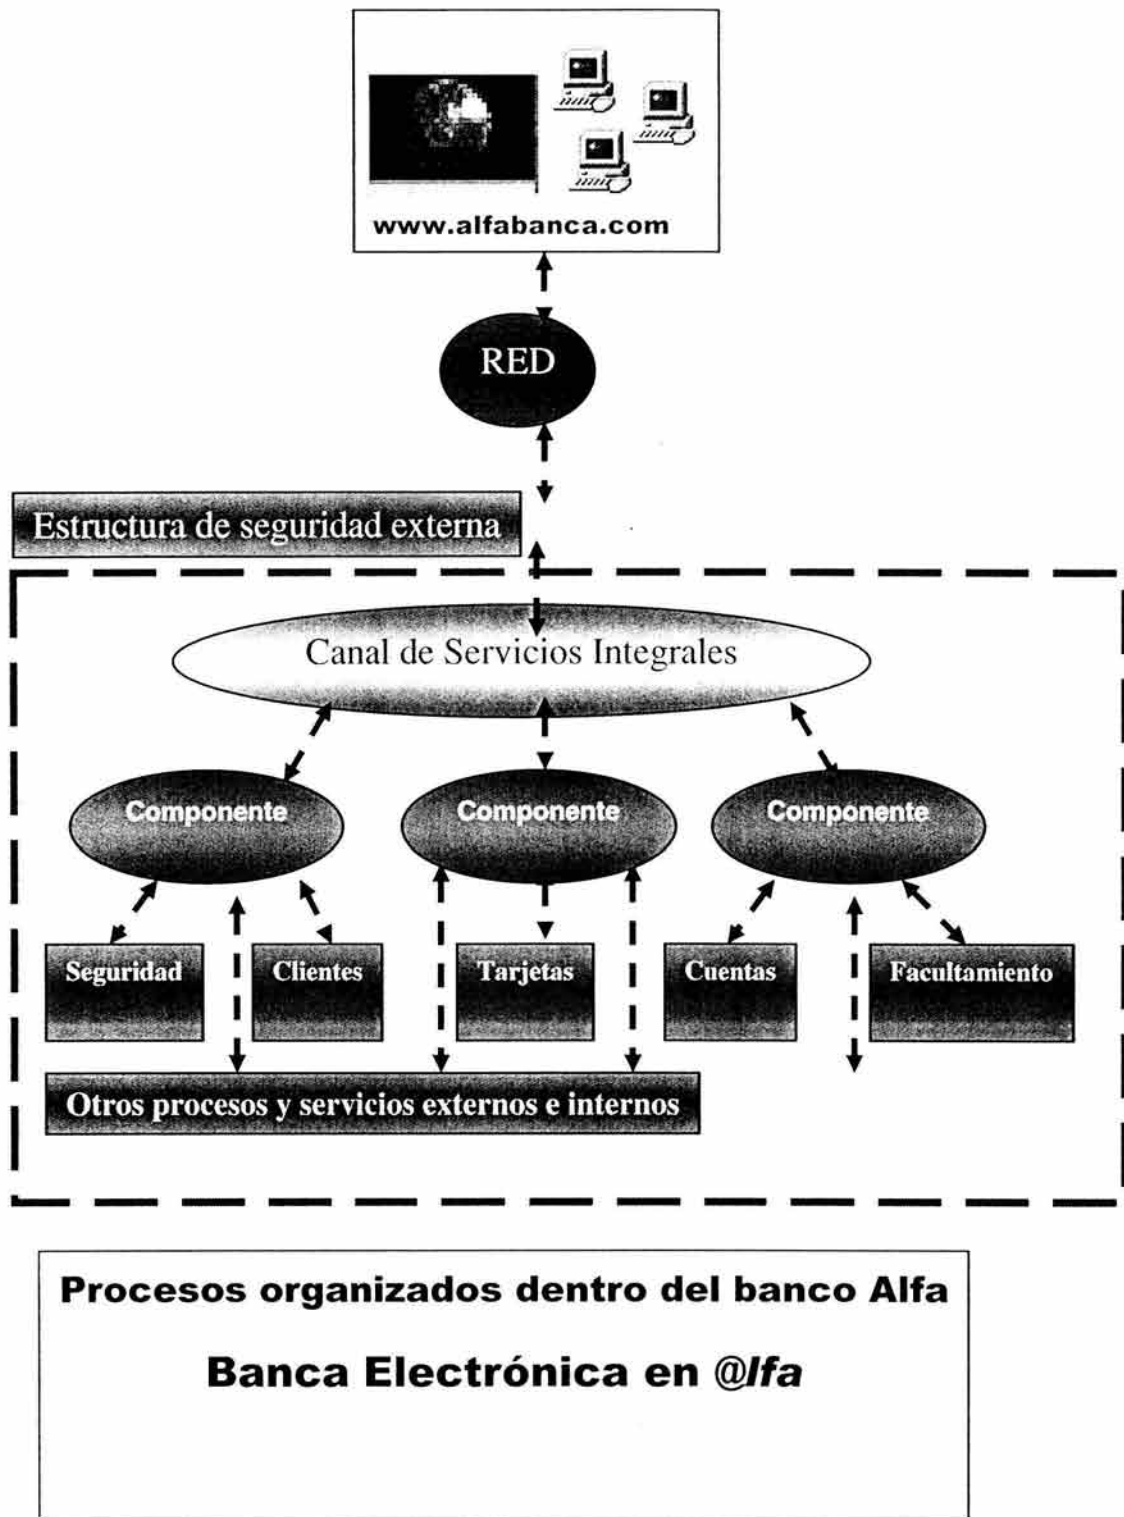 www.alfabanca.com
RED
Estructura de seguridad externa
Canal de Servicios Integrales
Componente
Componente
Componente
Seguridad
Clientes
Tarjetas
Cuentas
Facultamiento
Otros procesos y servicios externos e internos
Procesos organizados dentro del banco Alfa
Banca Electrónica en @lfa